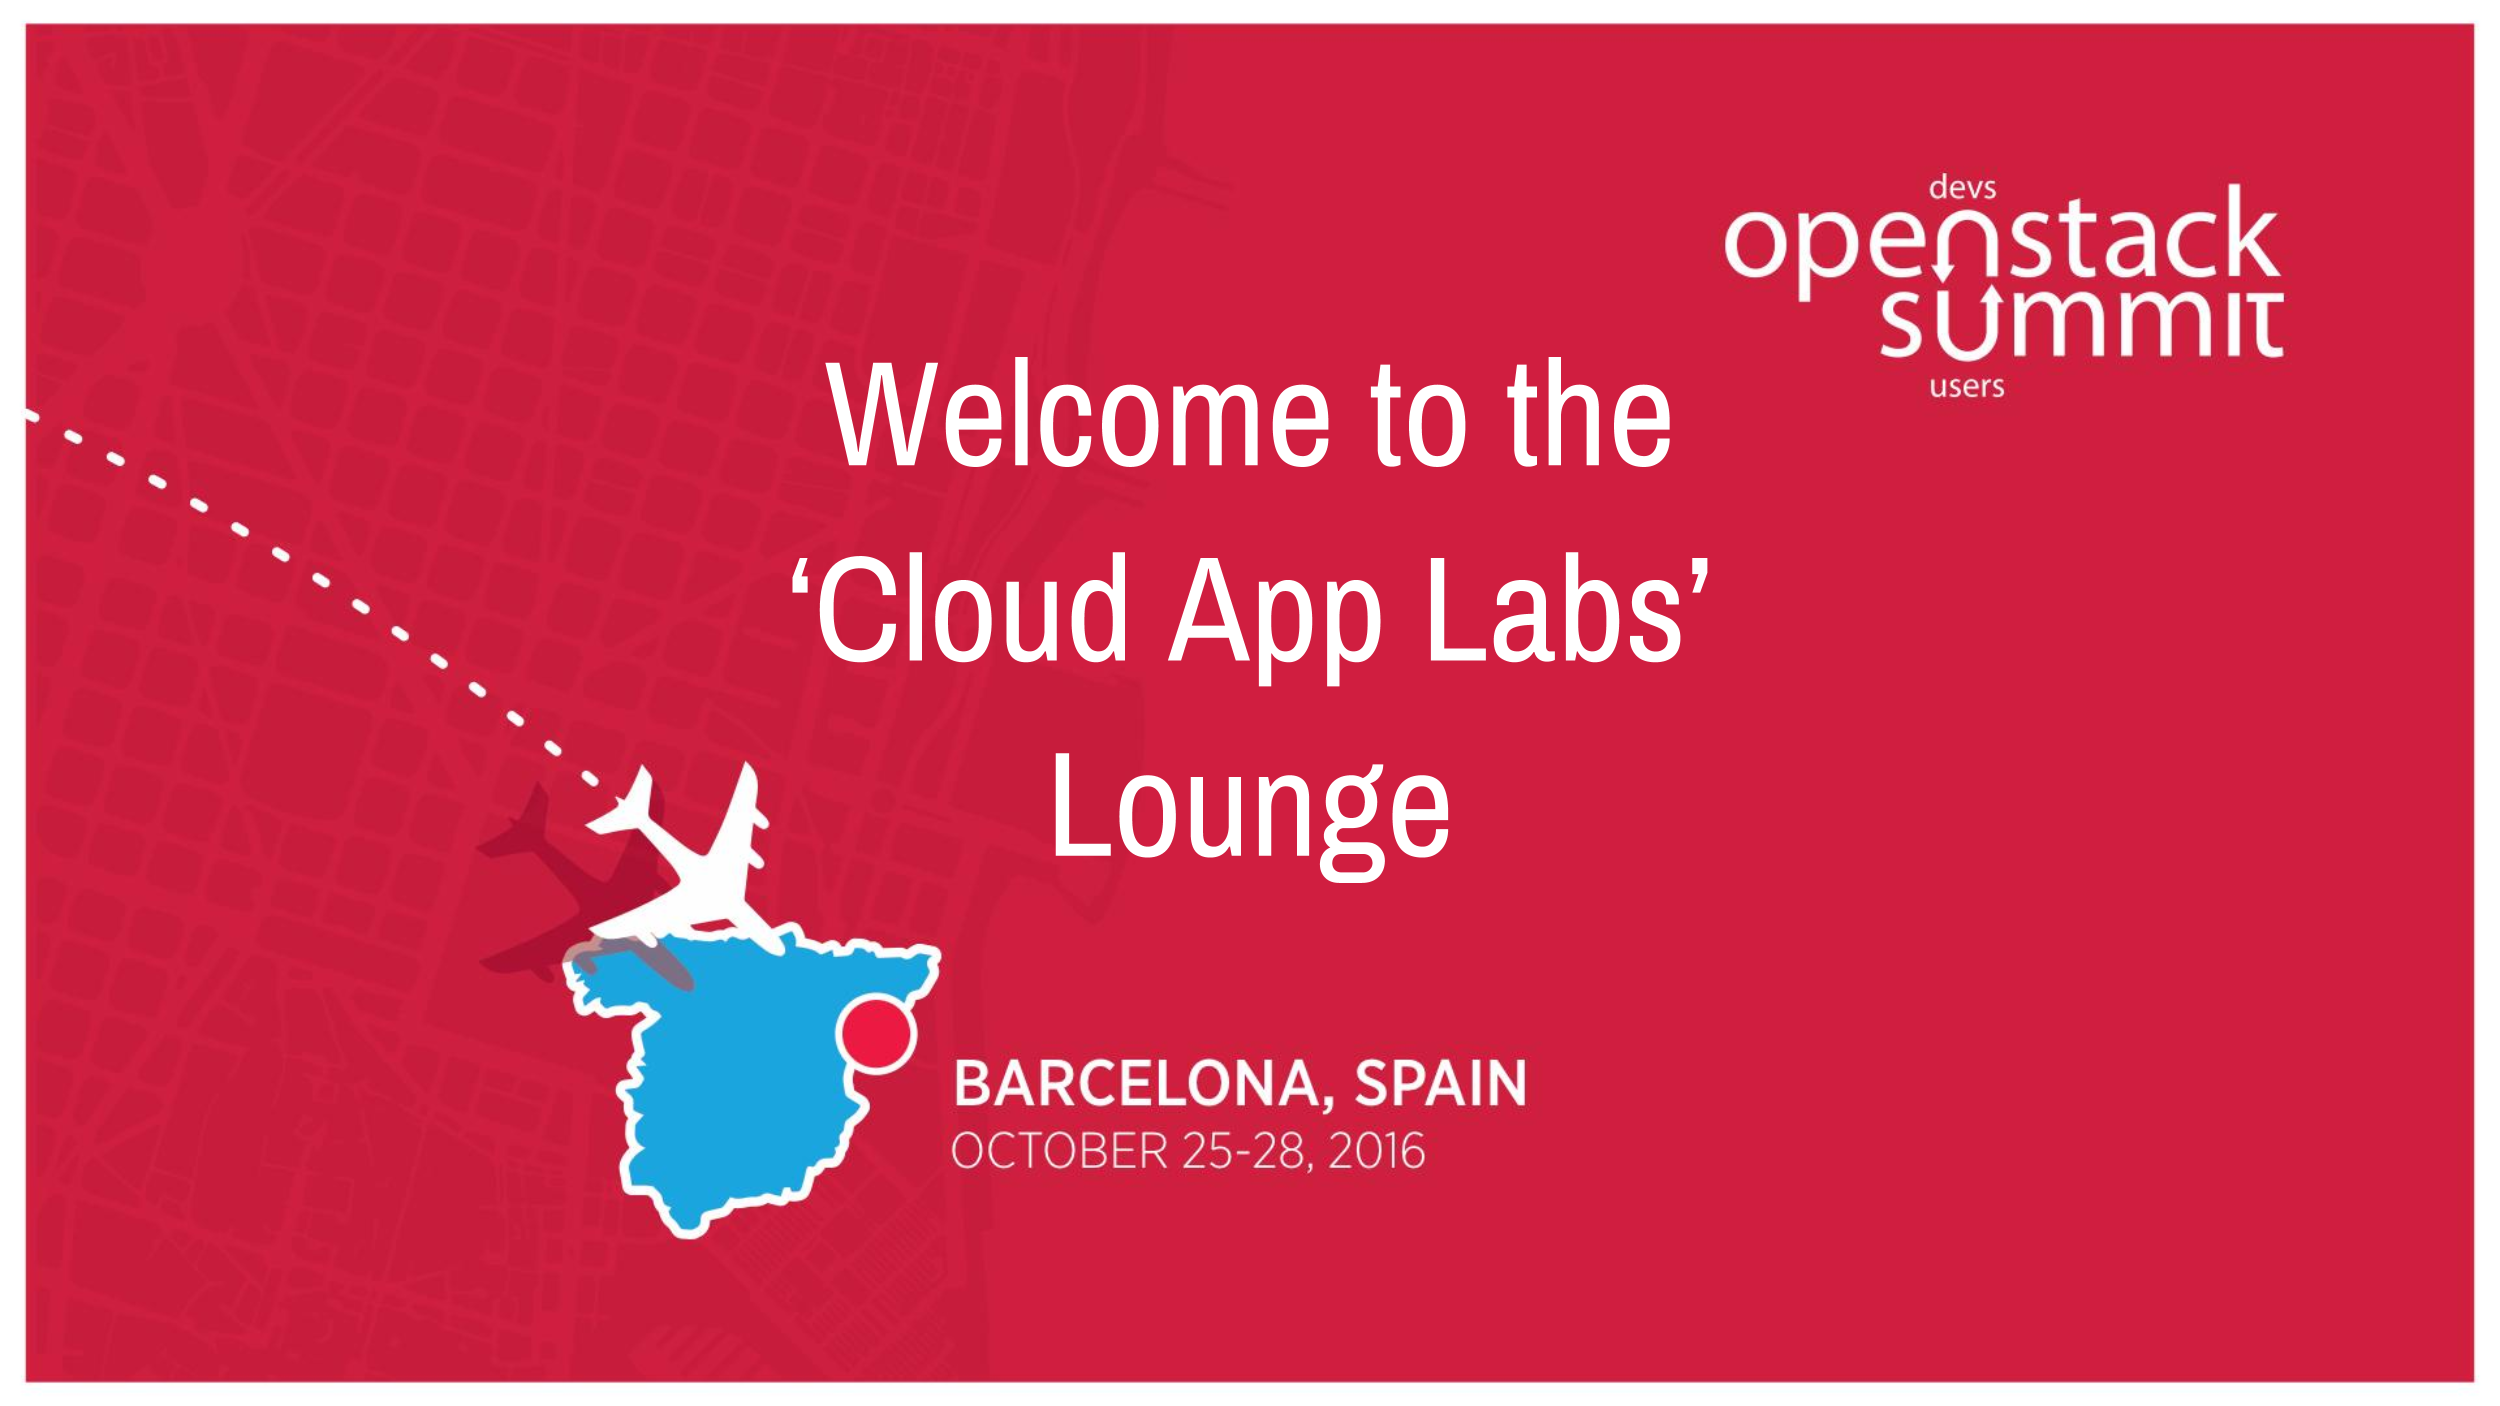 devs
openstack
summit
users
Welcome to the
‘Cloud App Labs’
Lounge
BARCELONA, SPAIN
OCTOBER 25-28, 2016